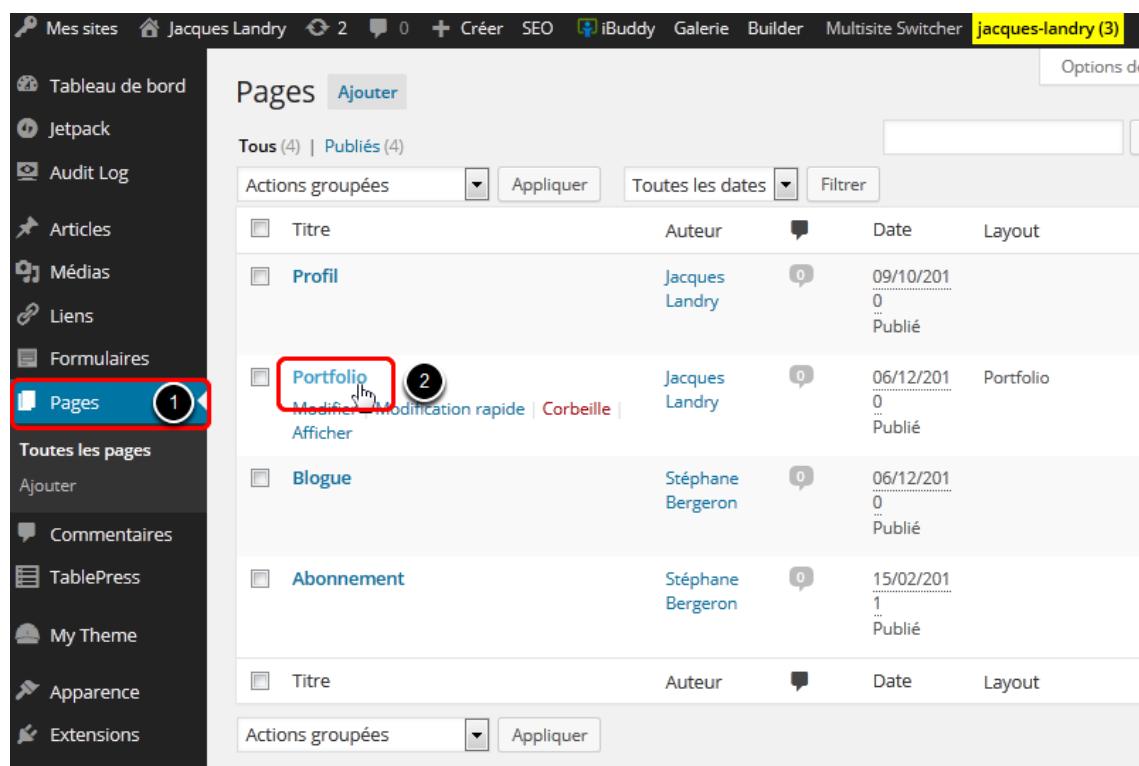 Mes sites Jacques Landry 2 0 + Créer SEO iBuddy Galerie Builder Multisite Switcher jacques-landry (3)
Options de
Tableau de bord
Jetpack
Audit Log
Articles
Médias
Liens
Formulaires
Pages 1
Toutes les pages
Ajouter
Commentaires
TablePress
My Theme
Apparence
Extensions
Pages Ajouter
Tous (4) | Publiés (4)
Actions groupées Appliquer Toutes les dates Filtrer
Titre Auteur Date Layout
Profil Jacques 0 09/10/201
Landry 0
Publié
Portfolio 2 Jacques 0 06/12/201 Portfolio
Modifier | Modification rapide | Corbeille | Landry 0
Afficher Publié
Blogue Stéphane 0 06/12/201
Bergeron 0
Publié
Abonnement Stéphane 0 15/02/201
Bergeron 1
Publié
Titre Auteur Date Layout
Actions groupées Appliquer